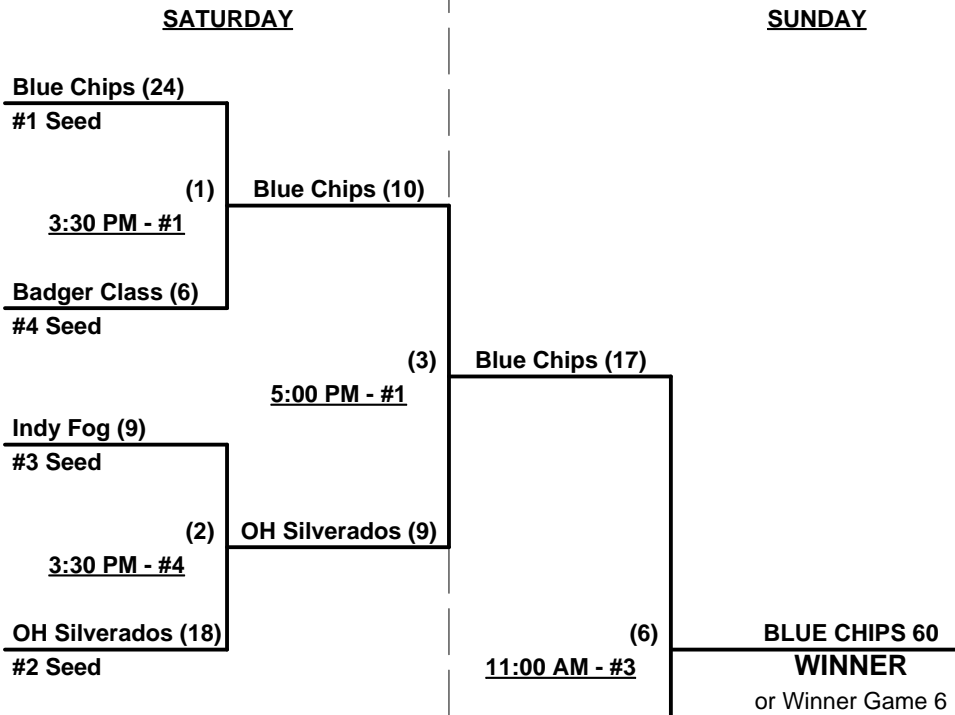 SATURDAY
SUNDAY
Blue Chips (24)
#1 Seed
(1)
Blue Chips (10)
3:30 PM - #1
Badger Class (6)
#4 Seed
(3)
Blue Chips (17)
5:00 PM - #1
Indy Fog (9)
#3 Seed
(2)
OH Silverados (9)
3:30 PM - #4
OH Silverados (18)
#2 Seed
(6)
BLUE CHIPS 60
11:00 AM - #3
WINNER
or Winner Game 6